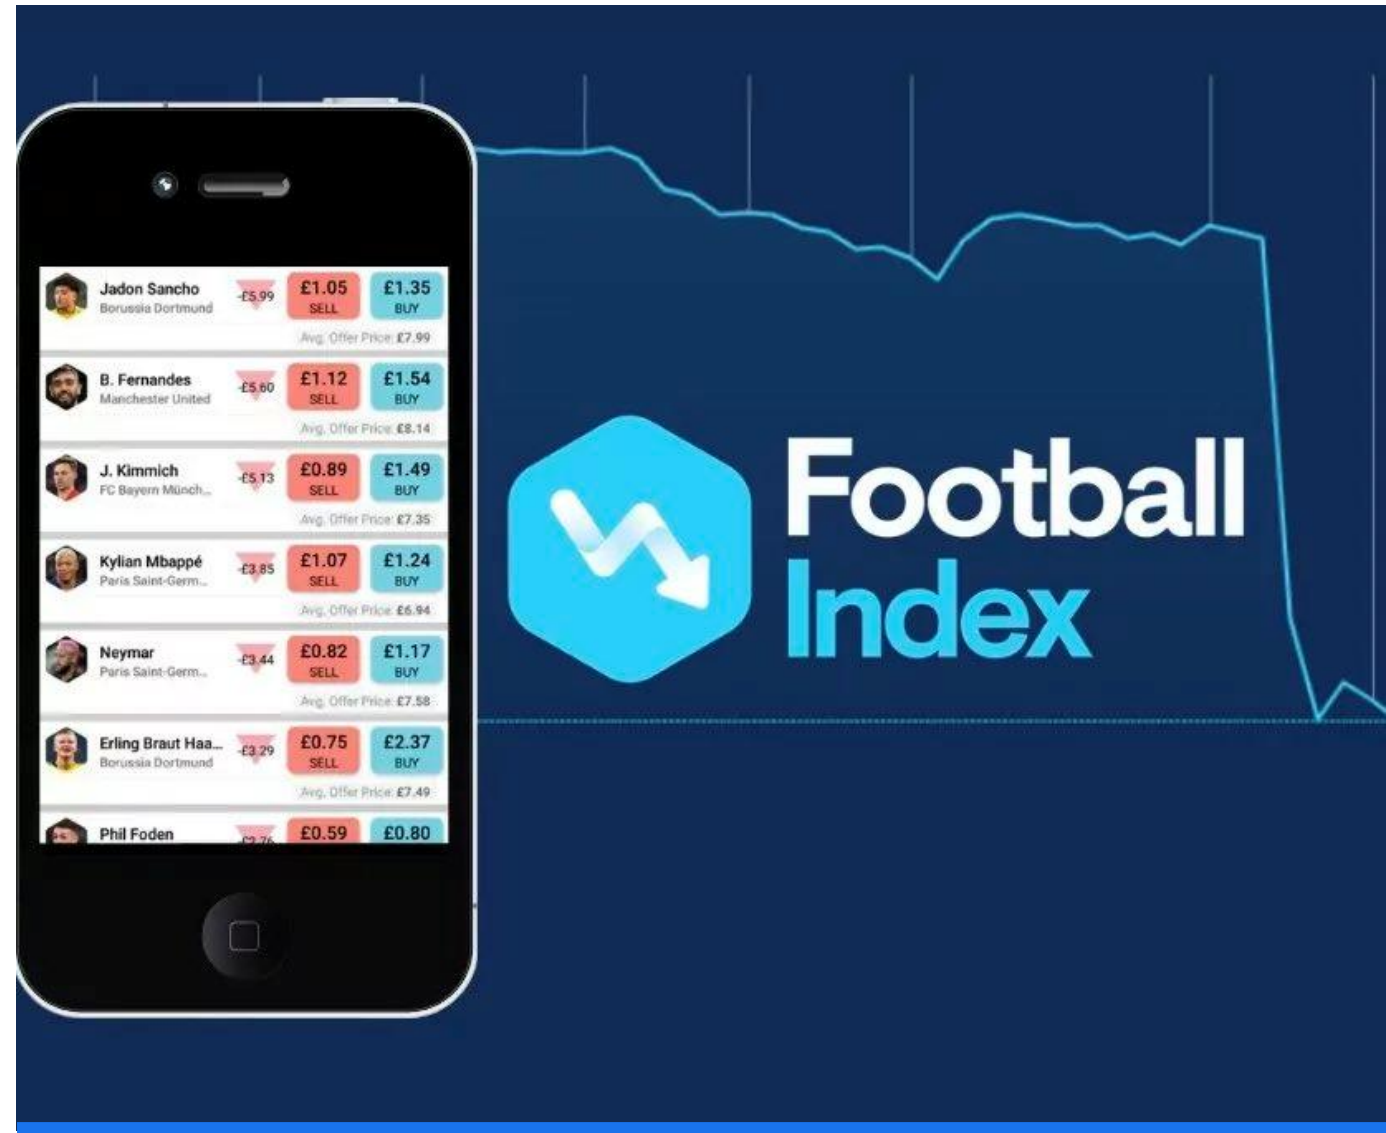 Jadon Sancho
Borussia Dortmund
-£5.99
£1.05
SELL
£1.35
BUY
Avg. Offer Price: £7.99
B. Fernandes
Manchester United
-£5.60
£1.12
SELL
£1.54
BUY
Avg. Offer Price: £8.14
J. Kimmich
FC Bayern Münch...
-£5.13
£0.89
SELL
£1.49
BUY
Avg. Offer Price: £7.35
Kylian Mbappé
Paris Saint-Germ...
-£3.85
£1.07
SELL
£1.24
BUY
Avg. Offer Price: £6.94
Neymar
Paris Saint-Germ...
-£3.44
£0.82
SELL
£1.17
BUY
Avg. Offer Price: £7.58
Erling Braut Haa...
Borussia Dortmund
-£3.29
£0.75
SELL
£2.37
BUY
Avg. Offer Price: £7.49
Phil Foden
£0.59
£0.80
Football
Index